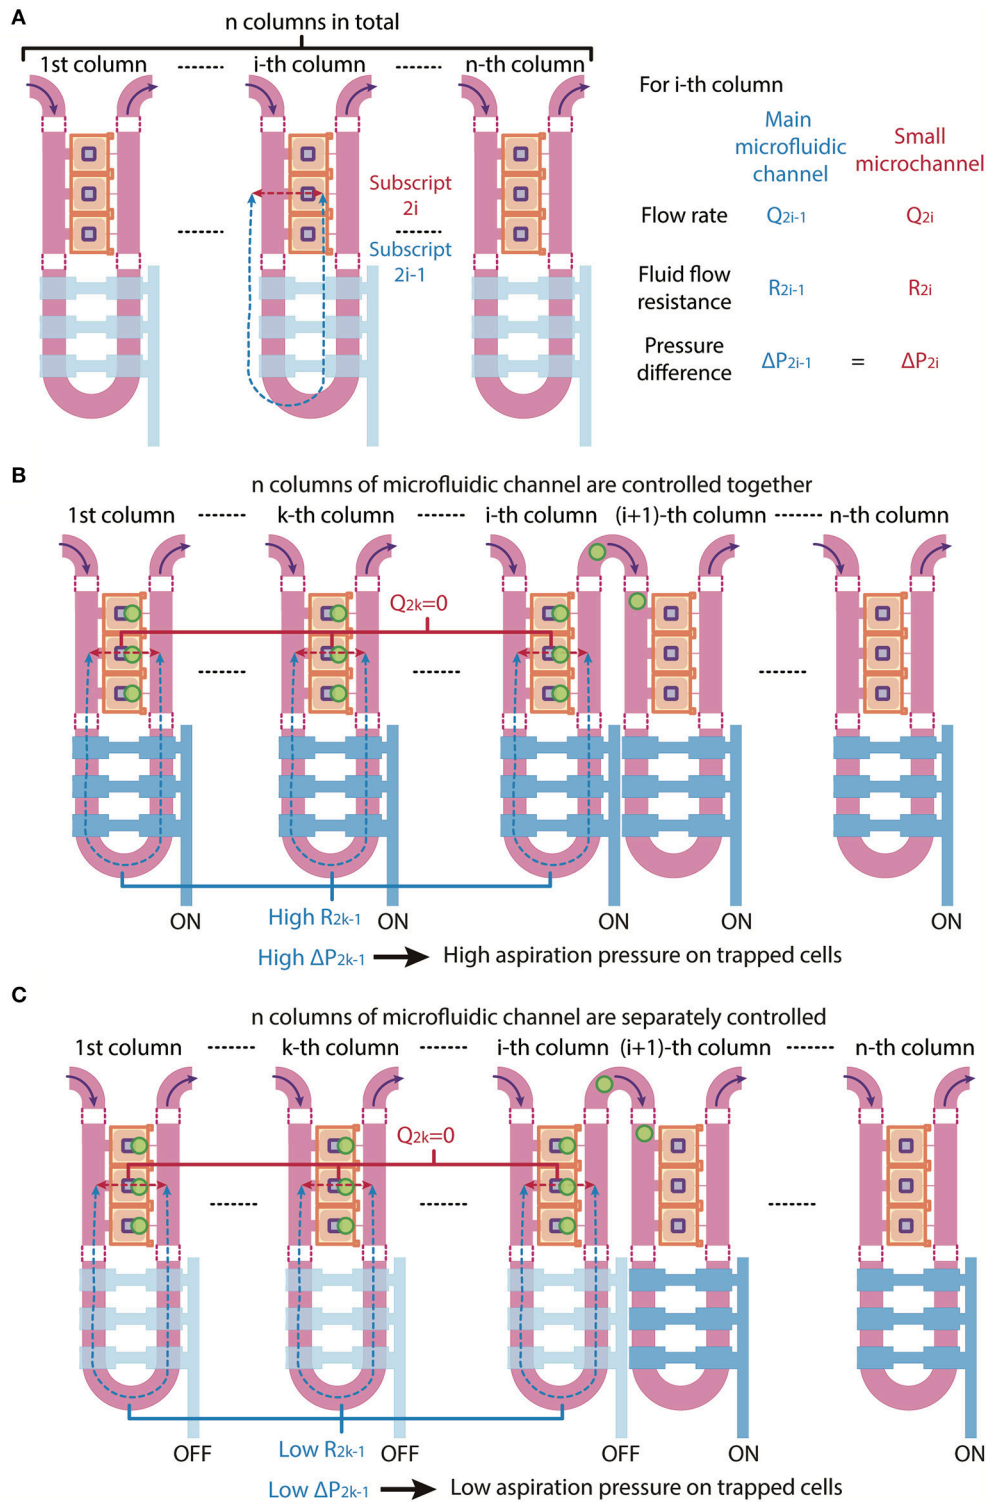 A
n columns in total
1st column ...... i-th column ...... n-th column
For i-th column
Main microfluidic channel
Small microchannel
Subscript 2i
Subscript 2i-1
Flow rate Q2i-1 Q2i
Fluid flow resistance R2i-1 R2i
Pressure difference ΔP2i-1 = ΔP2i
B
n columns of microfluidic channel are controlled together
1st column ...... k-th column ...... i-th column (i+1)-th column ...... n-th column
Q2k=0
ON ON ON ON ON
High R2k-1
High ΔP2k-1 High aspiration pressure on trapped cells
C
n columns of microfluidic channel are separately controlled
1st column ...... k-th column ...... i-th column (i+1)-th column ...... n-th column
Q2k=0
OFF OFF OFF ON ON
Low R2k-1
Low ΔP2k-1 Low aspiration pressure on trapped cells